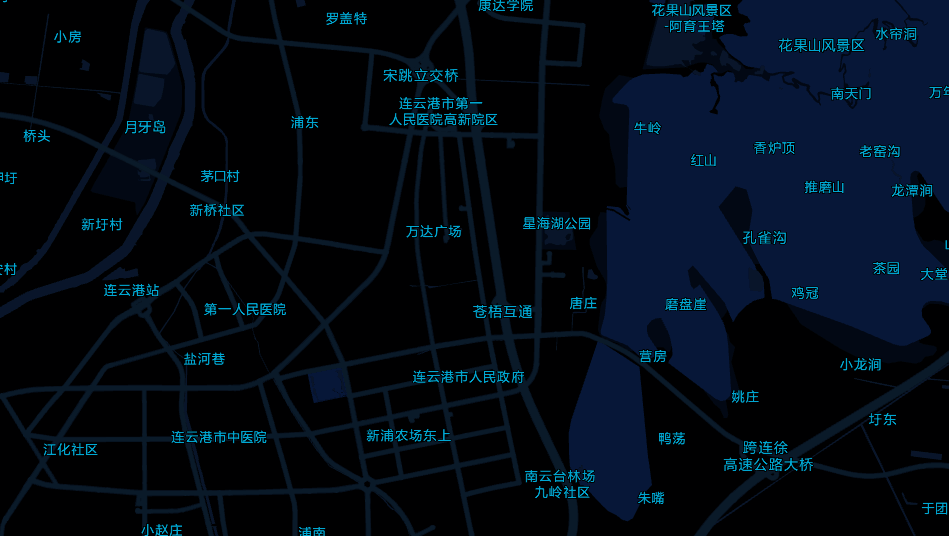 康达学院
花果山风景区
-阿育王塔
罗盖特
小房
花果山风景区
水帘洞
宋跳立交桥
南天门
连云港市第一
人民医院高新院区
月牙岛
浦东
牛岭
桥头
香炉顶
老窑沟
红山
茅口村
推磨山
龙潭涧
新桥社区
新圩村
万达广场
星海湖公园
孔雀沟
茶园
大堂
连云港站
鸡冠
第一人民医院
苍梧互通
唐庄
磨盘崖
盐河巷
营房
小龙涧
连云港市人民政府
姚庄
圩东
连云港市中医院
新浦农场东上
鸭荡
江化社区
跨连徐
高速公路大桥
南云台林场
九岭社区
朱嘴
于团
小赵庄
浦南